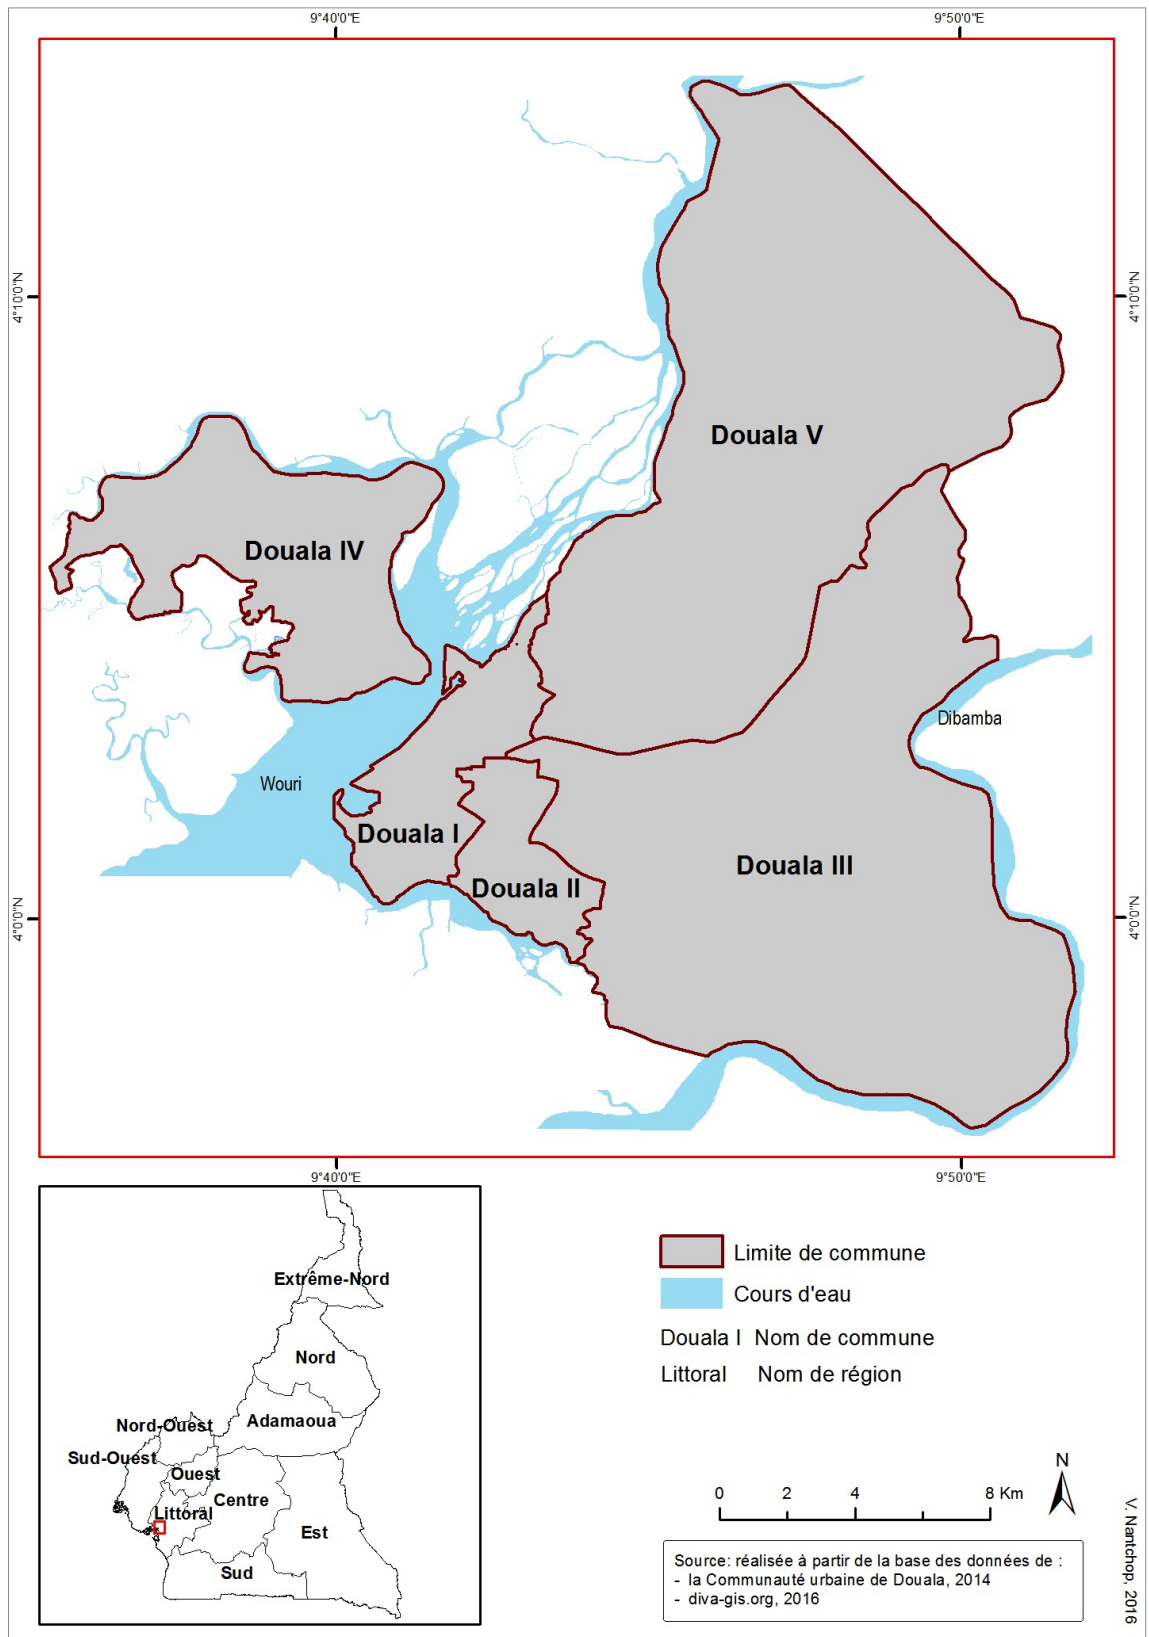 9°40'0"E
9°50'0"E
4°10'0"N
4°10'0"N
Douala V
Douala IV
Dibamba
Wouri
Douala I
Douala III
Douala II
4°0'0"N
4°0'0"N
9°40'0"E
9°50'0"E
Extrême-Nord
Nord
Adamaoua
Nord-Ouest
Sud-Ouest
Ouest
Centre
Littoral
Est
Sud
Limite de commune
Cours d'eau
Douala I Nom de commune
Littoral Nom de région
N
0 2 4 8 Km
Source: réalisée à partir de la base des données de :
- la Communauté urbaine de Douala, 2014
- diva-gis.org, 2016
V. Nantchop, 2016